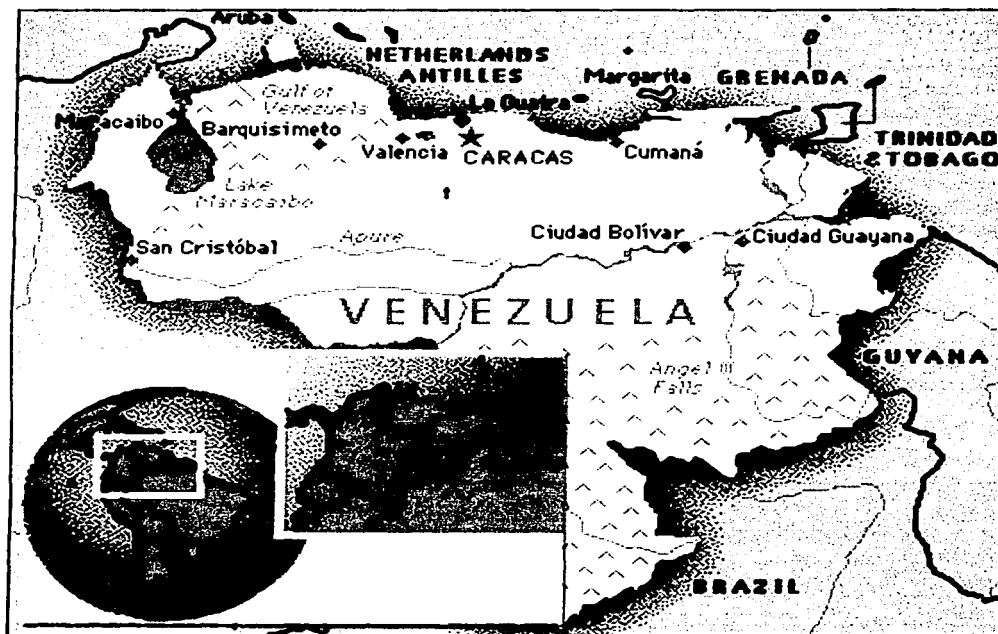 Aruba
NETHERLANDS
ANTILLES
Margarita
GRENADA
Gulf of
Venezuela
La Guaira
Maracaibo
Barquisimeto
Valencia
CARACAS
Cumaná
TRINIDAD
& TOBAGO
Lake
Maracaibo
San Cristóbal
Apure
Ciudad Bolívar
Ciudad Guayana
VENEZUELA
GUYANA
Angel
Falls
BRAZIL